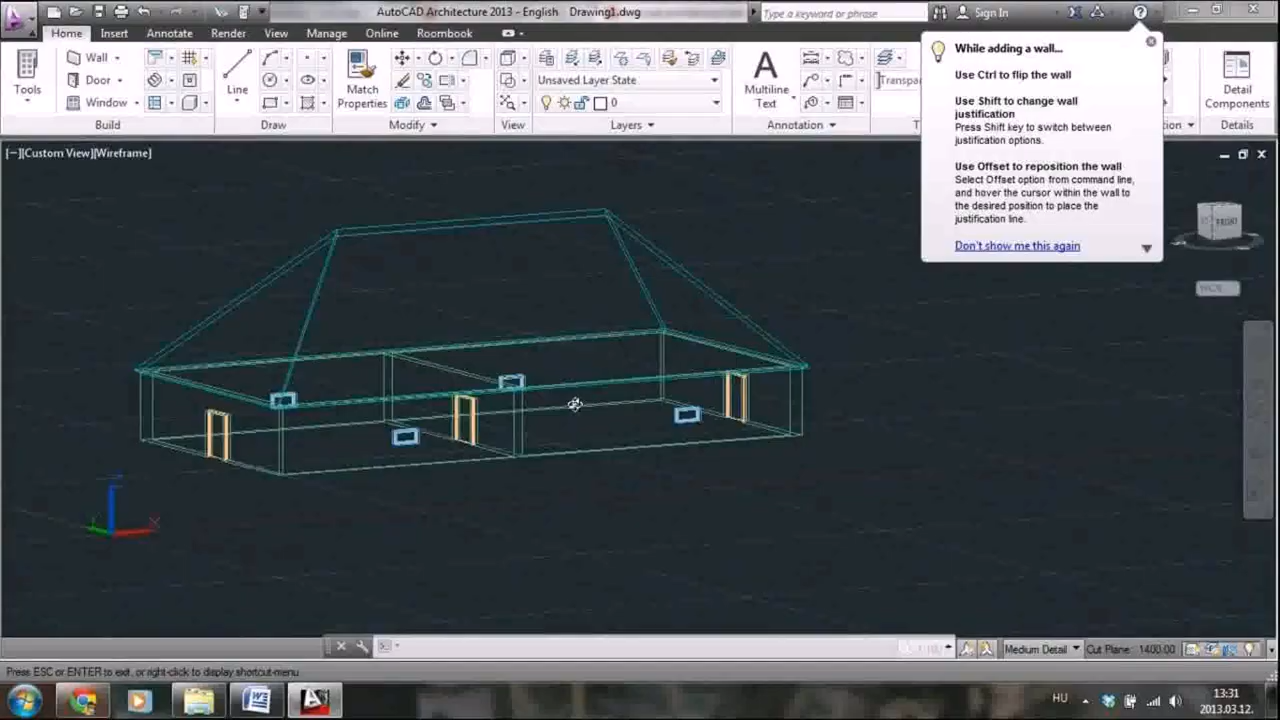 AutoCAD Architecture 2013 - English Drawing1.dwg
Type a keyword or phrase
Sign In
Home Insert Annotate Render View Manage Online Roombook
Tools
Wall
Door
Window
Build
Line
Draw
Match
Properties
Modify
View
Unsaved Layer State
0
Layers
Multiline
Text
Annotation
Transpar
Detail
Components
Details
While adding a wall...
Use Ctrl to flip the wall
Use Shift to change wall
justification
Press Shift key to switch between
justification options.
Use Offset to reposition the wall
Select Offset option from command line,
and hover the cursor within the wall to
the desired position to place the
justification line.
Don't show me this again
[−][Custom View][Wireframe]
FRONT
X
Medium Detail
Cut Plane: 1400.00
Press ESC or ENTER to exit, or right-click to display shortcut-menu.
HU
13:31
2013.03.12.